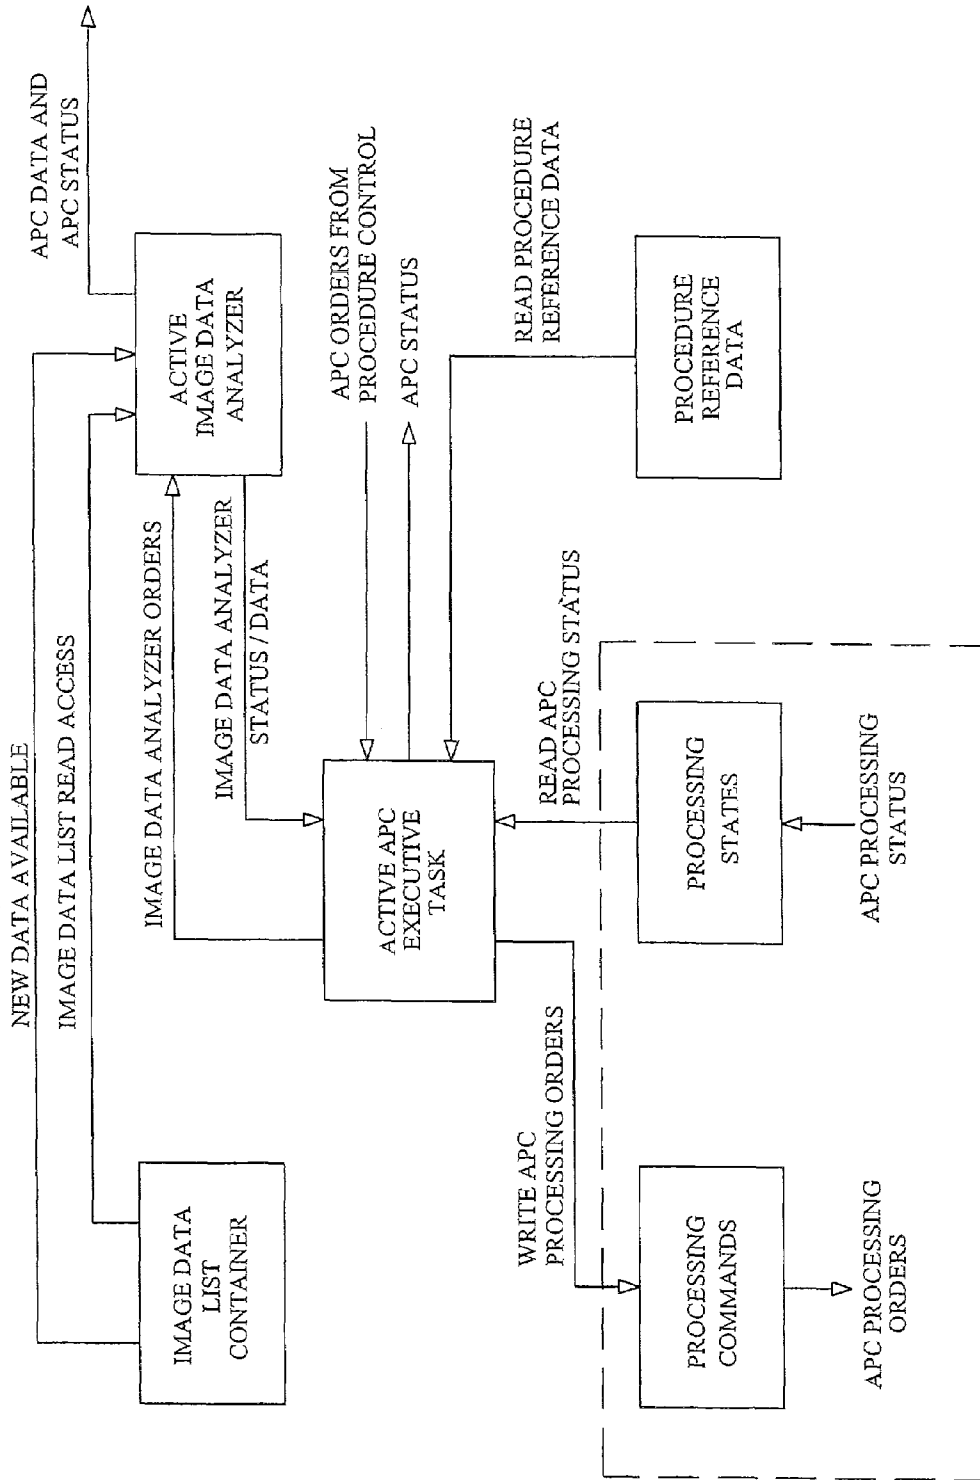 NEW DATA AVAILABLE
IMAGE DATA LIST READ ACCESS
APC DATA AND
APC STATUS
IMAGE DATA
LIST
CONTAINER
IMAGE DATA ANALYZER ORDERS
ACTIVE
IMAGE DATA
ANALYZER
IMAGE DATA ANALYZER
STATUS / DATA
ACTIVE APC
EXECUTIVE
TASK
APC ORDERS FROM
PROCEDURE CONTROL
APC STATUS
WRITE APC
PROCESSING ORDERS
READ APC
PROCESSING STATUS
READ PROCEDURE
REFERENCE DATA
PROCESSING
COMMANDS
PROCESSING
STATES
PROCEDURE
REFERENCE
DATA
APC PROCESSING
ORDERS
APC PROCESSING
STATUS